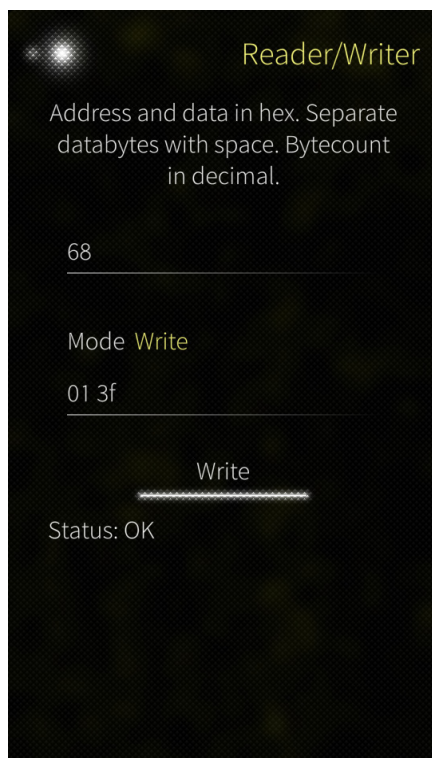 Reader/Writer
Address and data in hex. Separate
databytes with space. Bytecount
in decimal.
68
Mode Write
01 3f
Write
Status: OK